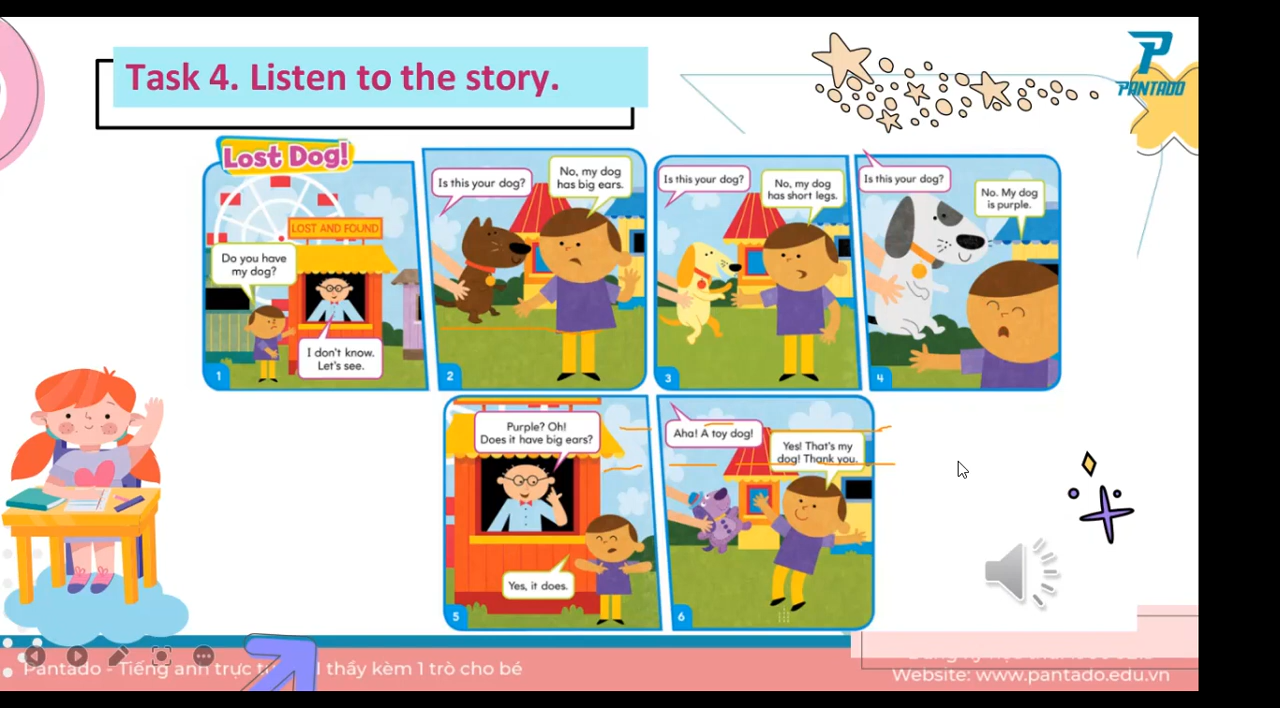 Task 4. Listen to the story.
PANTADO
Lost Dog!
LOST AND FOUND
Do you have
my dog?
I don't know.
Let's see.
1
Is this your dog?
No, my dog
has big ears.
2
Is this your dog?
No, my dog
has short legs.
3
Is this your dog?
No. My dog
is purple.
4
Purple? Oh!
Does it have big ears?
Yes, it does.
5
Aha! A toy dog!
Yes! That's my
dog! Thank you.
6
Pantado - Tiếng anh trực 1 thầy kèm 1 trò cho bé
Website: www.pantado.edu.vn